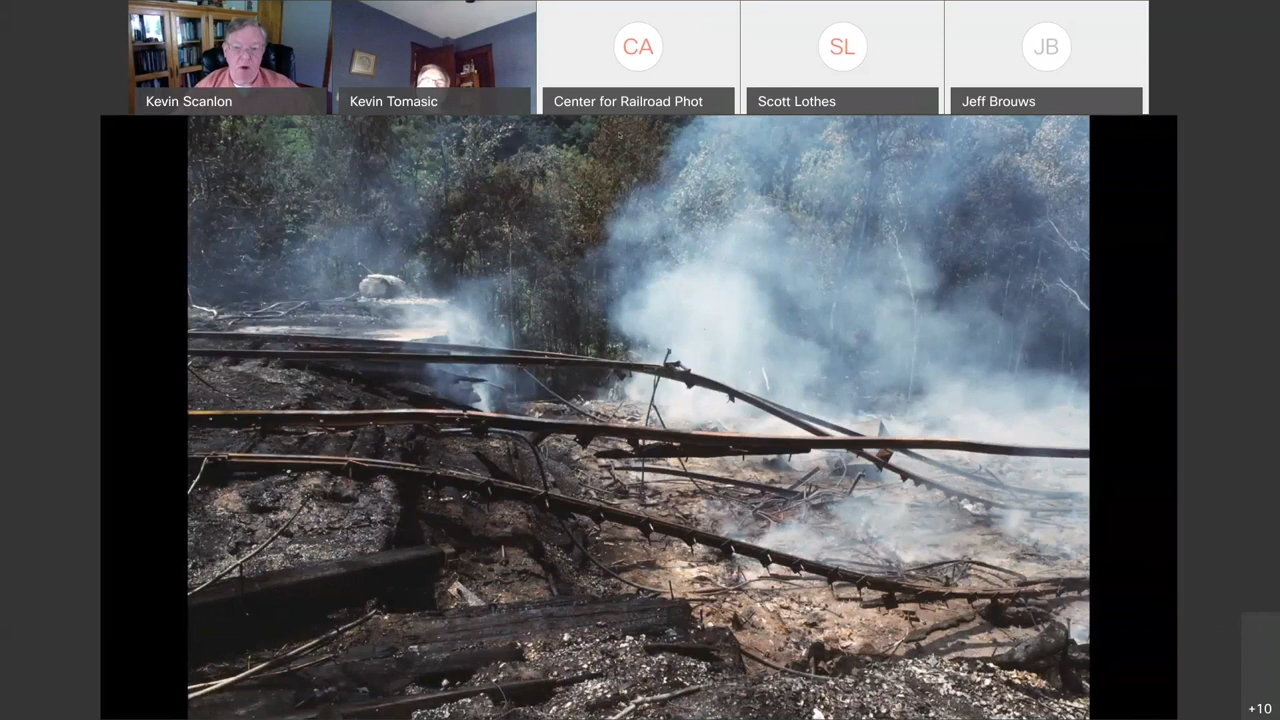 CA
SL
JB
Kevin Scanlon
Kevin Tomasic
Center for Railroad Phot
Scott Lothes
Jeff Brouws
+10